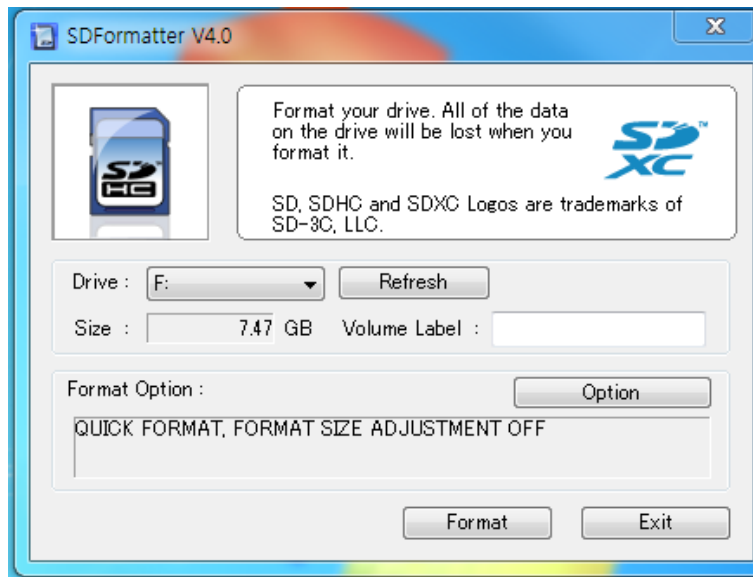 SDFormatter V4.0
Format your drive. All of the data
on the drive will be lost when you
format it.
SD, SDHC and SDXC Logos are trademarks of
SD-3C, LLC.
SD
HC
SD
XC
TM
Drive :
F:
Refresh
Size :
7.47 GB
Volume Label :
Format Option :
Option
QUICK FORMAT, FORMAT SIZE ADJUSTMENT OFF
Format
Exit